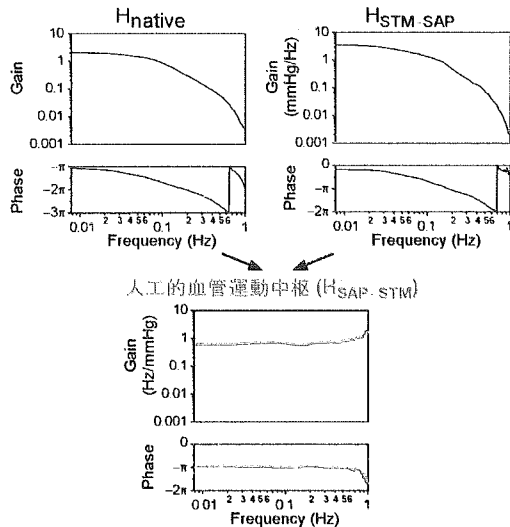 H_native
H_STM-SAP
Gain
10
1
0.1
0.01
0.001
Gain
(mmHg/Hz)
10
1
0.1
0.01
0.001
Phase
-π
-2π
-3π
0.01
2 3 4 5 6
0.1
2 3 4 5 6
1
Frequency (Hz)
Phase
0
-π
-2π
0.01
2 3 4 5 6
0.1
2 3 4 5 6
1
Frequency (Hz)
人工的血管運動中枢 (H_SAP-STM)
Gain
(Hz/mmHg)
10
1
0.1
0.01
0.001
Phase
0
-π
-2π
0.01
2 3 4 5 6
0.1
2 3 4 5 6
1
Frequency (Hz)